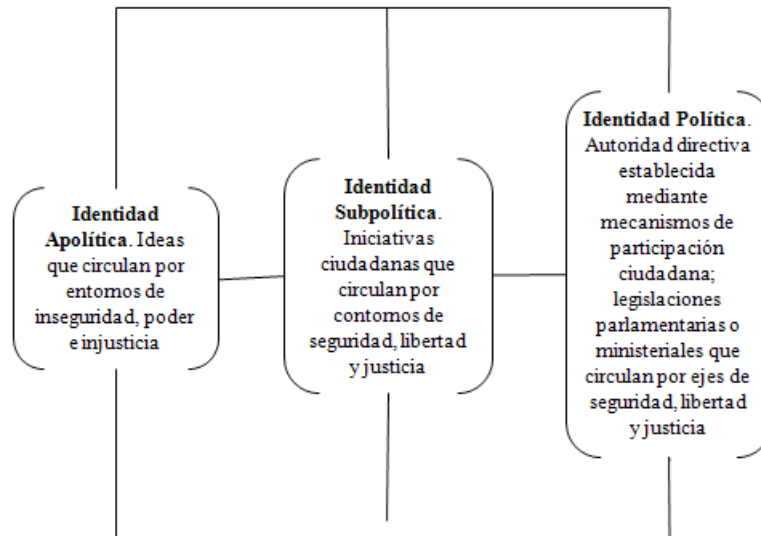 Identidad
Apolítica. Ideas
que circulan por
entornos de
inseguridad, poder
e injusticia
Identidad
Subpolítica.
Iniciativas
ciudadanas que
circulan por
contornos de
seguridad, libertad
y justicia
Identidad Política.
Autoridad directiva
establecida
mediante
mecanismos de
participación
ciudadana;
legislaciones
parlamentarias o
ministeriales que
circulan por ejes de
seguridad, libertad
y justicia